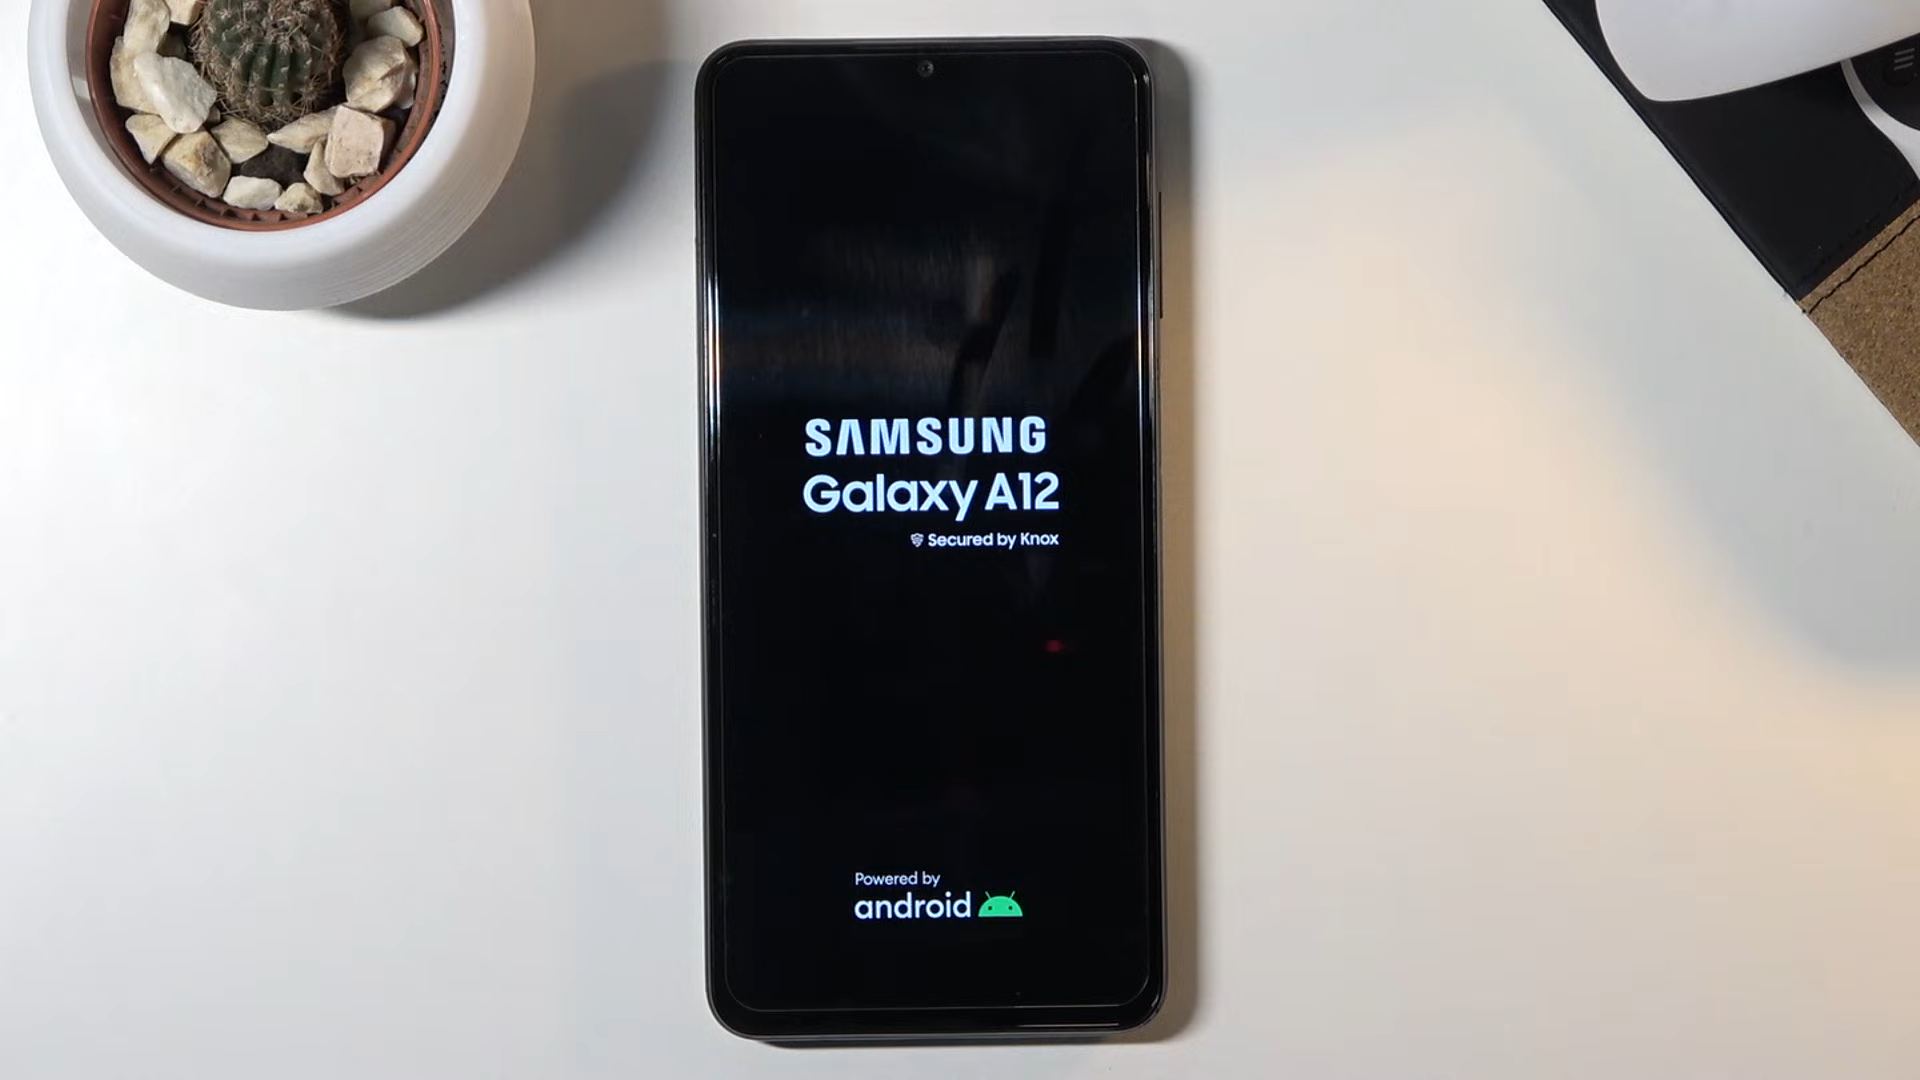 SAMSUNG
Galaxy A12
Secured by Knox
Powered by
android